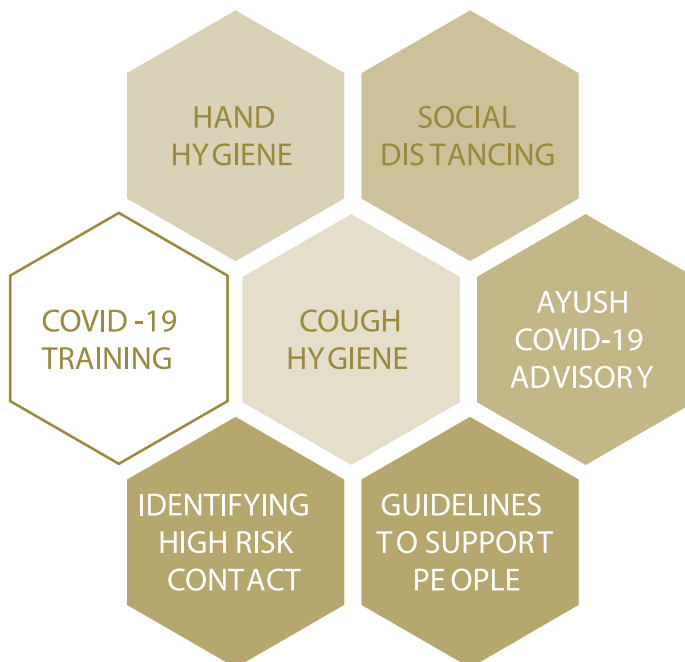 HAND
HYGIENE
SOCIAL
DISTANCING
COVID -19
TRAINING
COUGH
HYGIENE
AYUSH
COVID-19
ADVISORY
IDENTIFYING
HIGH RISK
CONTACT
GUIDELINES
TO SUPPORT
PEOPLE